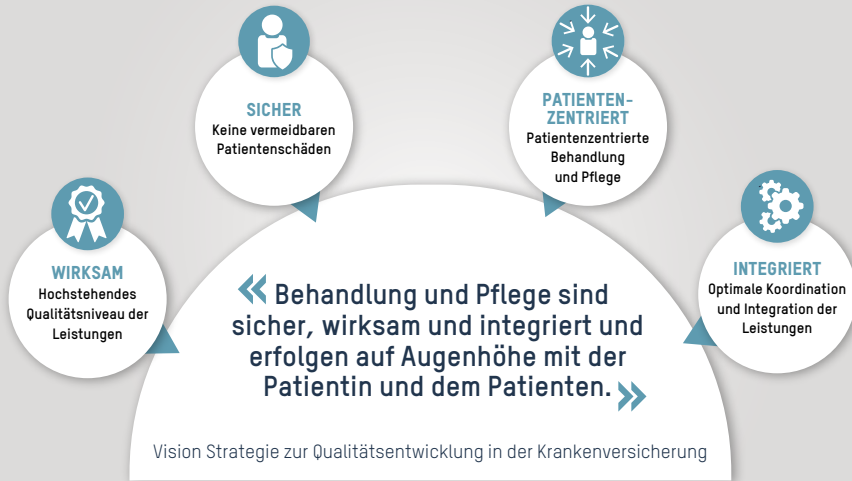 WIRKSAM
Hochstehendes
Qualitätsniveau der
Leistungen
SICHER
Keine vermeidbaren
Patientenschäden
PATIENTEN-
ZENTRIERT
Patientenzentrierte
Behandlung
und Pflege
INTEGRIERT
Optimale Koordination
und Integration der
Leistungen
« Behandlung und Pflege sind
sicher, wirksam und integriert und
erfolgen auf Augenhöhe mit der
Patientin und dem Patienten. »
Vision Strategie zur Qualitätsentwicklung in der Krankenversicherung